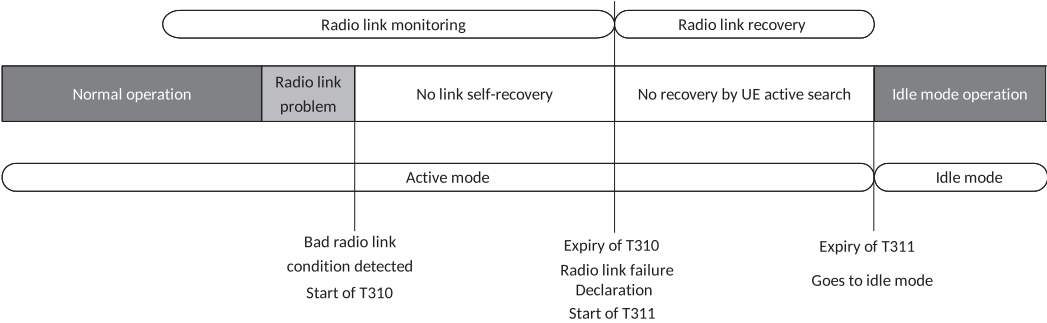 Radio link monitoring
Radio link recovery
Normal operation
Radio link
problem
No link self-recovery
No recovery by UE active search
Idle mode operation
Active mode
Idle mode
Bad radio link
condition detected
Start of T310
Expiry of T310
Radio link failure
Declaration
Start of T311
Expiry of T311
Goes to idle mode